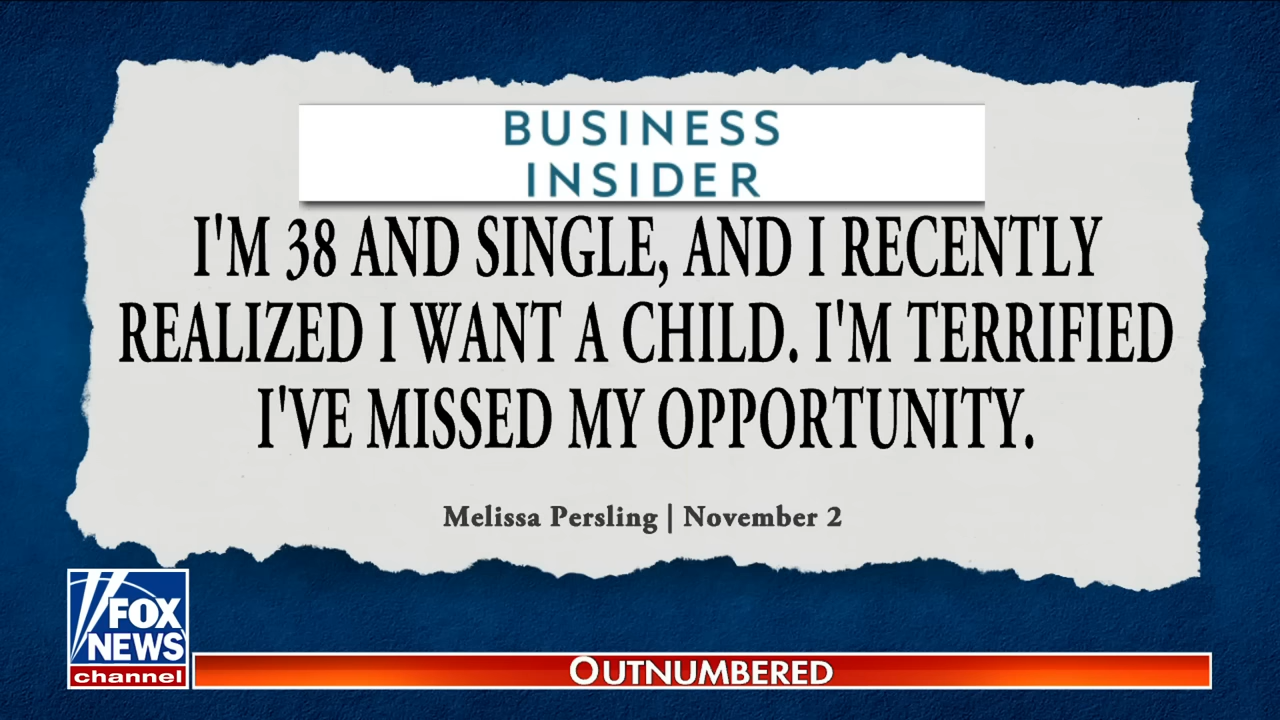 BUSINESS
INSIDER
I'M 38 AND SINGLE, AND I RECENTLY
REALIZED I WANT A CHILD. I'M TERRIFIED
I'VE MISSED MY OPPORTUNITY.
Melissa Persling | November 2
FOX
NEWS
channel
OUTNUMBERED